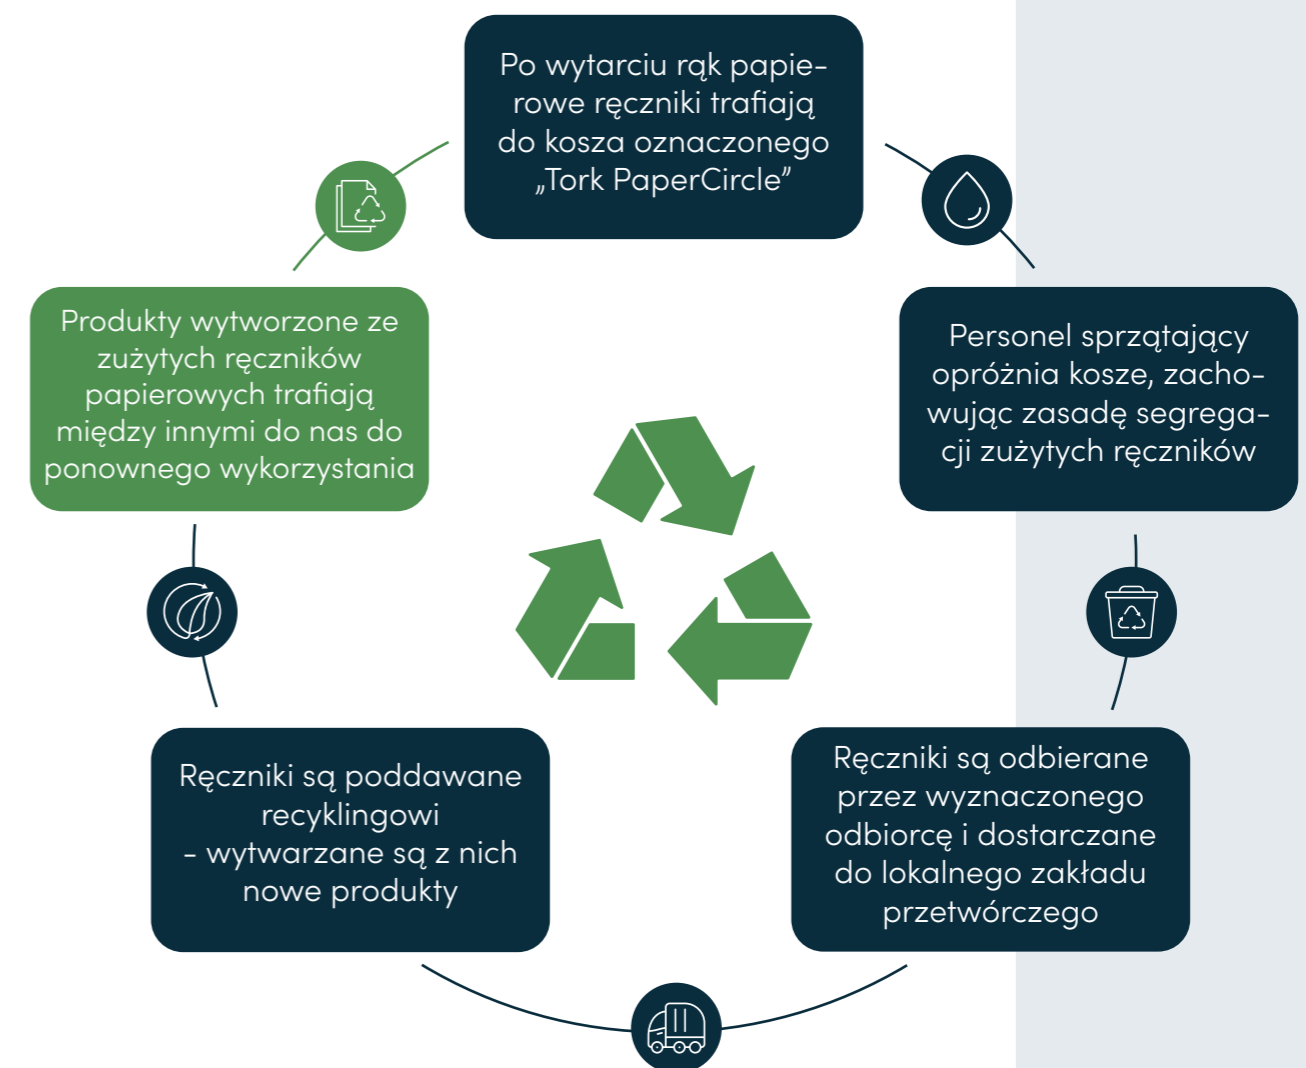 Po wytarciu rąk papie-
rowe ręczniki trafiają
do kosza oznaczonego
„Tork PaperCircle”
Personel sprzątający
opróżnia kosze, zacho-
wując zasadę segrega-
cji zużytych ręczników
Ręczniki są odbierane
przez wyznaczonego
odbiorcę i dostarczane
do lokalnego zakładu
przetwórczego
Ręczniki są poddawane
recyklingowi
- wytwarzane są z nich
nowe produkty
Produkty wytworzone ze
zużytych ręczników
papierowych trafiają
między innymi do nas do
ponownego wykorzystania